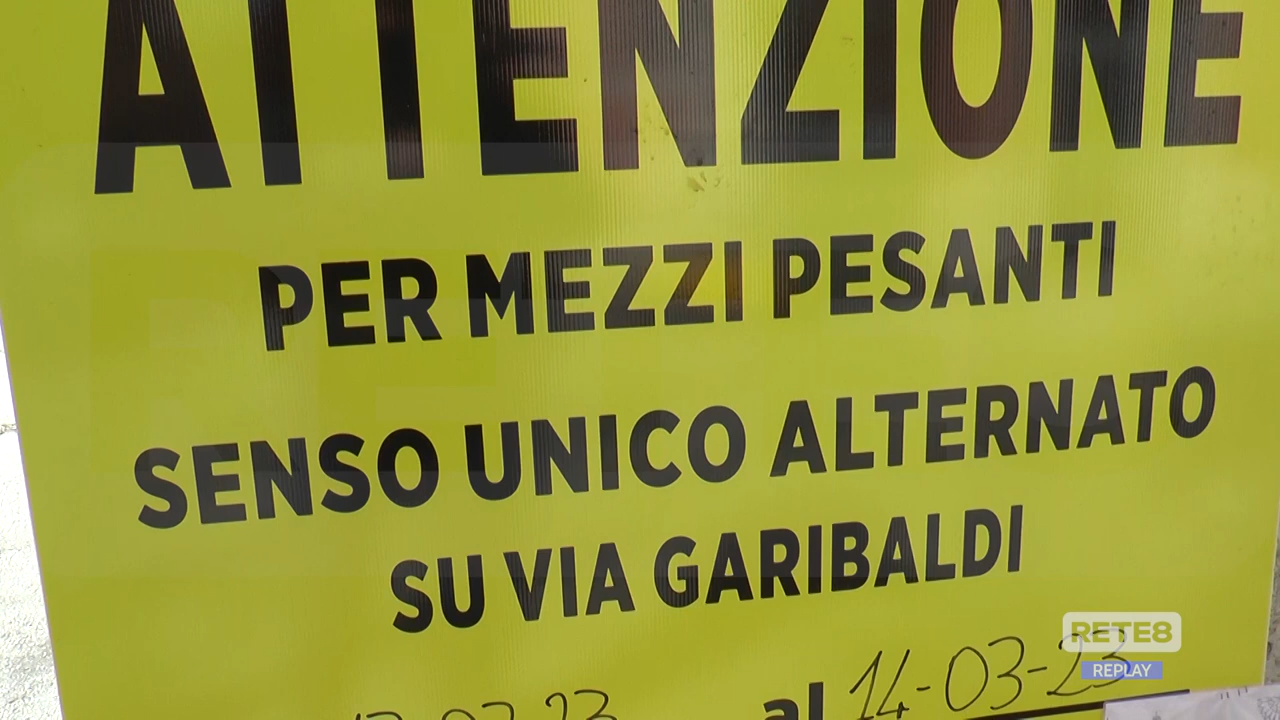 ATTENZIONE
PER MEZZI PESANTI
SENSO UNICO ALTERNATO
SU VIA GARIBALDI
al 14-03-23
RETE8
REPLAY